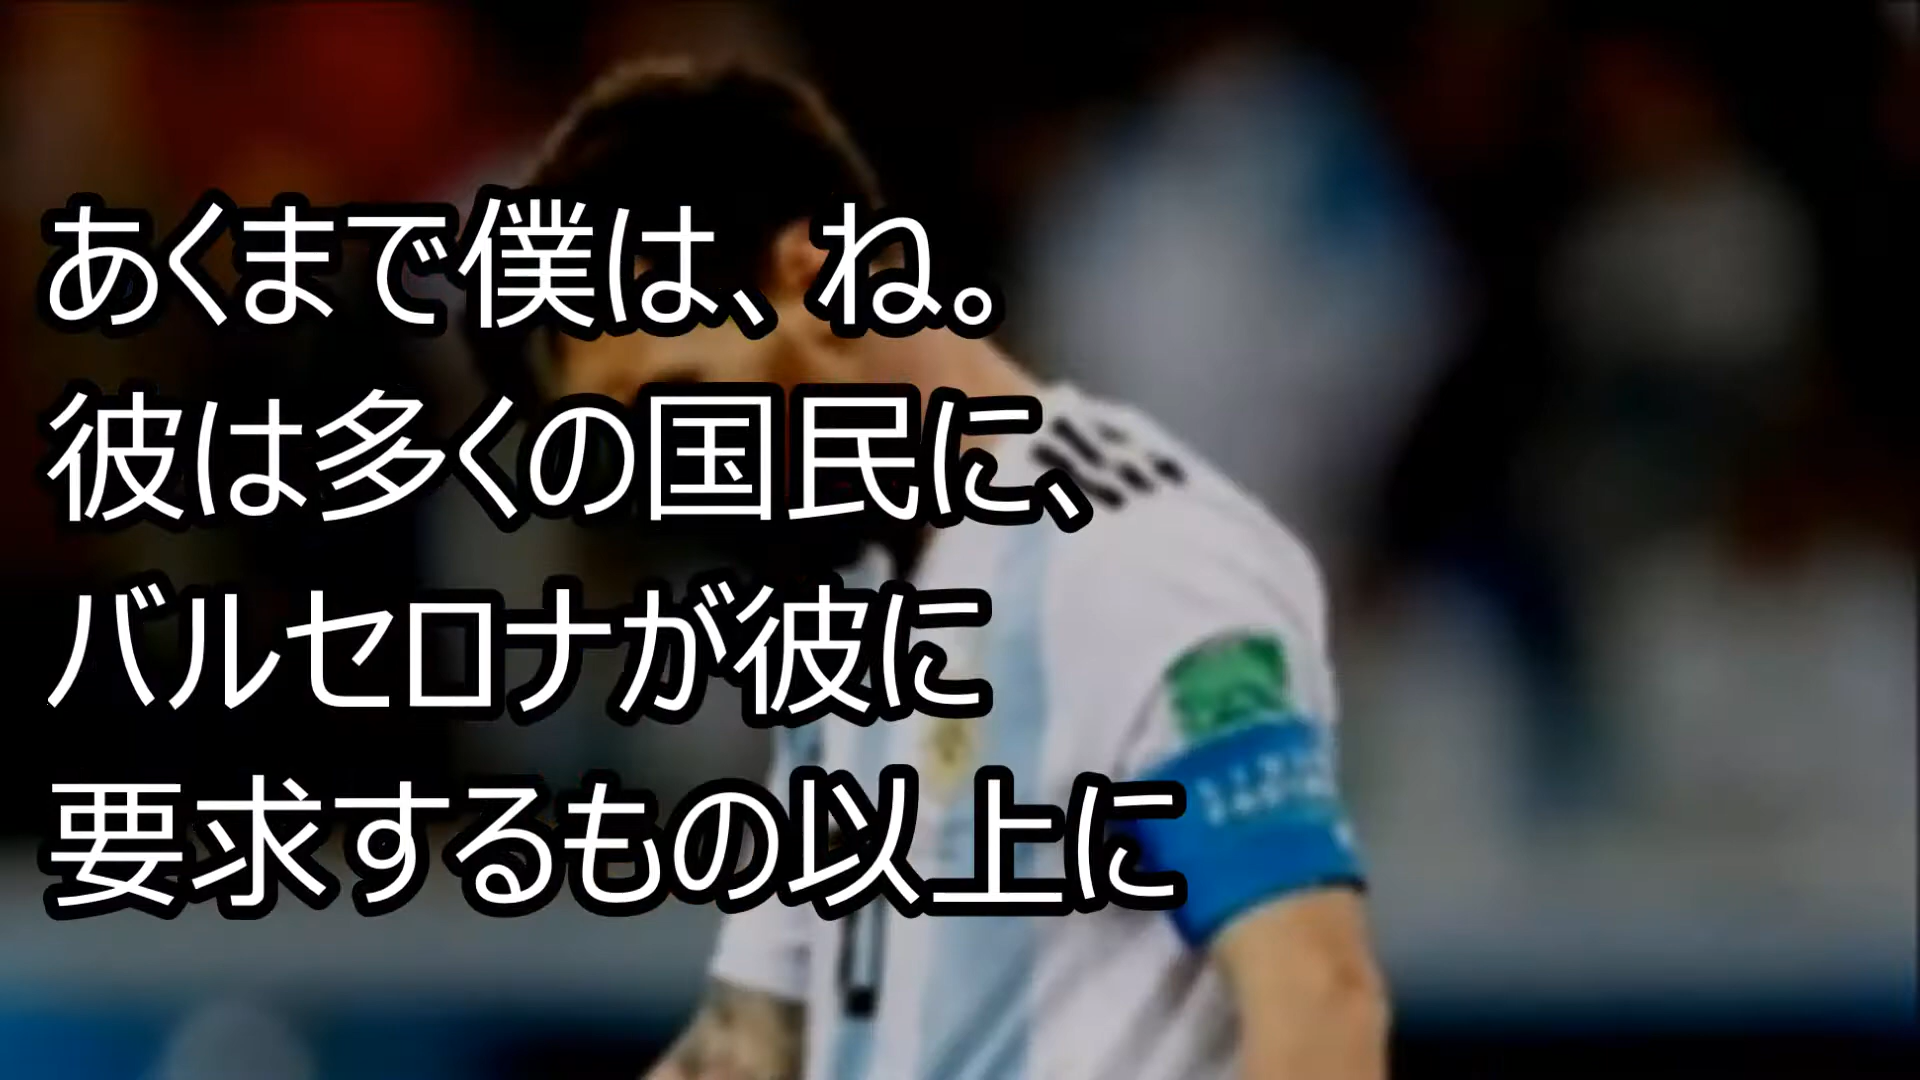 あくまで僕は、ね。
彼は多くの国民に、
バルセロナが彼に
要求するもの以上に